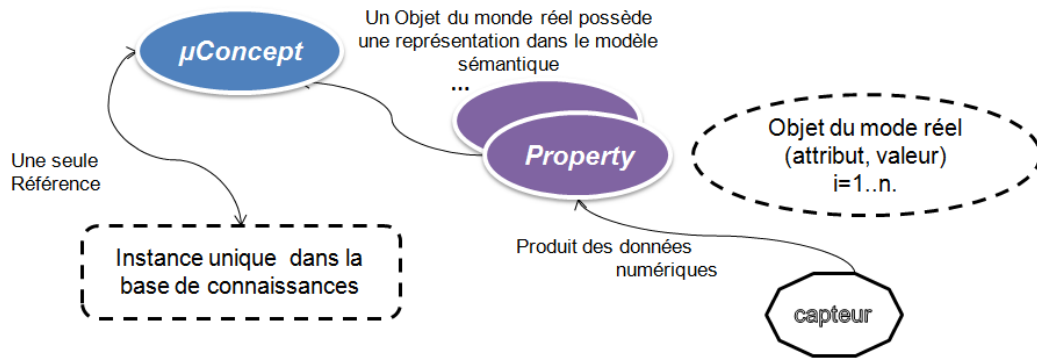 µConcept
Un Objet du monde réel possède
une représentation dans le modèle
sémantique
...
Property
Objet du mode réel
(attribut, valeur)
i=1..n.
Une seule
Référence
Instance unique dans la
base de connaissances
Produit des données
numériques
capteur